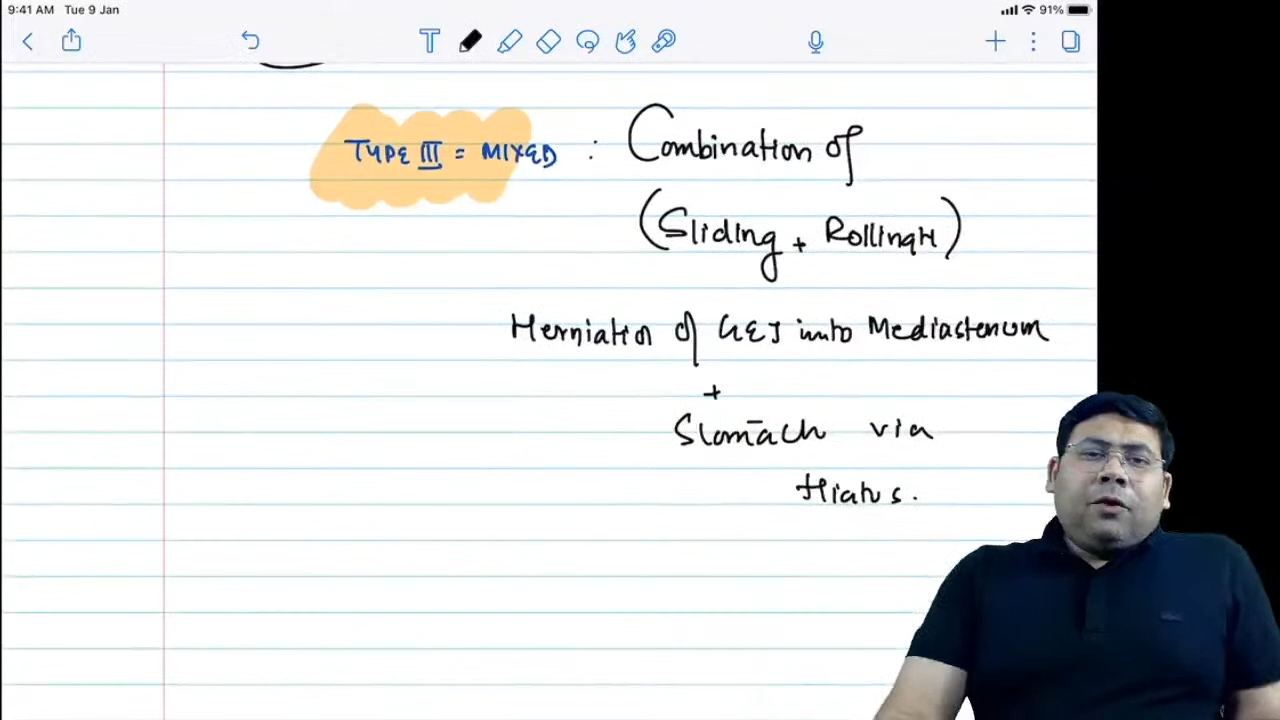 9:41 AM Tue 9 Jan 91%
TYPE III = MIXED : Combination of
(Sliding + Rolling H)
Herniation of GEJ into Mediastenum
+
Stomach via
Hiatus.